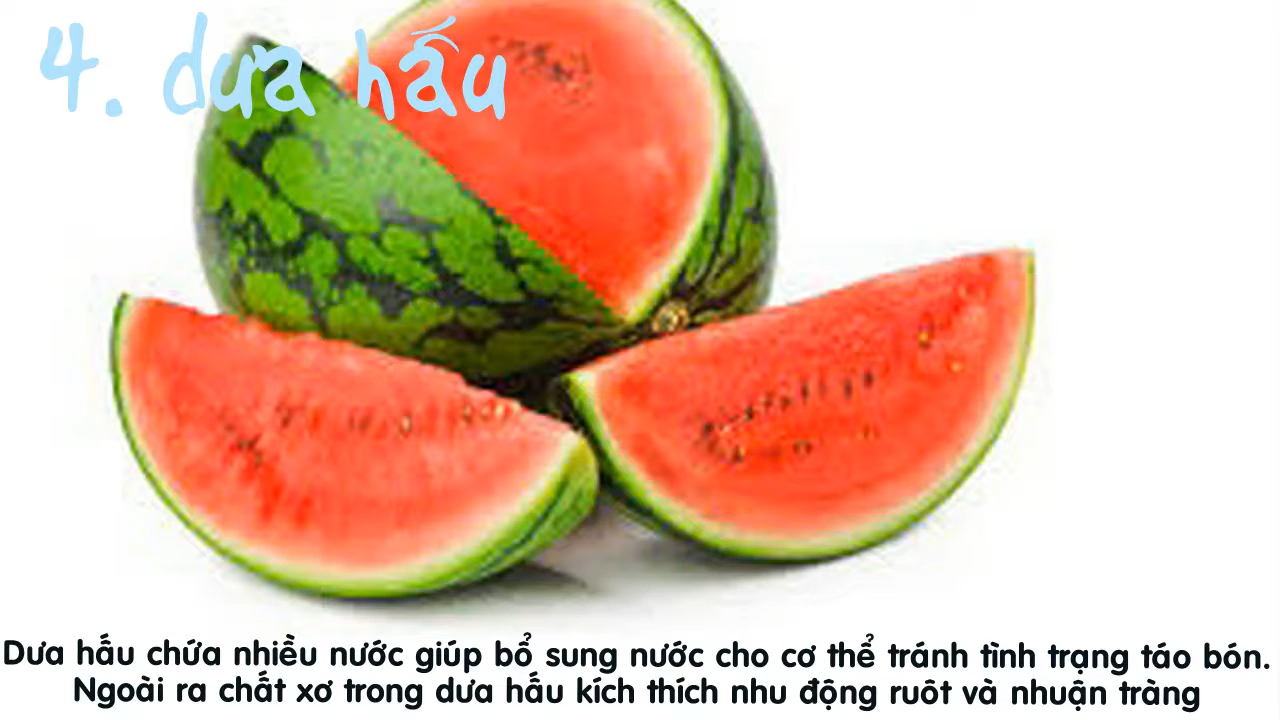 4. dưa hấu
Dưa hấu chứa nhiều nước giúp bổ sung nước cho cơ thể tránh tình trạng táo bón.
Ngoài ra chất xơ trong dưa hấu kích thích nhu động ruôt và nhuận tràng